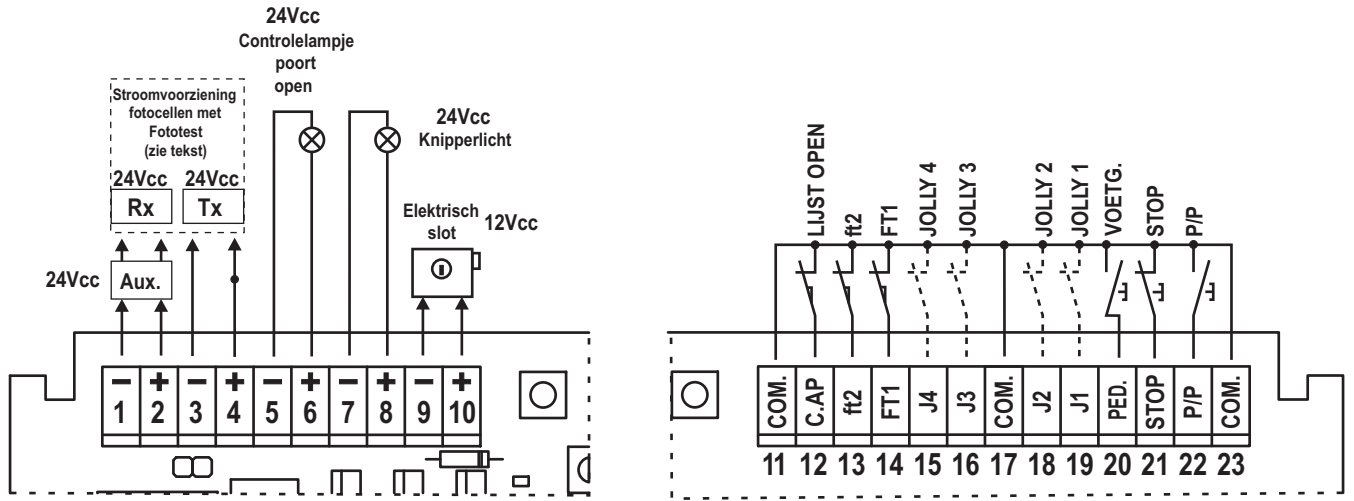 24Vcc
Controlelampje
poort
open
Stroomvoorziening
fotocellen met
Fototest
(zie tekst)
24Vcc 24Vcc
Rx Tx
24Vcc Aux.
24Vcc
Knipperlicht
Elektrisch
slot
12Vcc
− + − + − + − + − +
1 2 3 4 5 6 7 8 9 10
LIJST OPEN
ft2
FT1
JOLLY 4
JOLLY 3
JOLLY 2
JOLLY 1
VOETG.
STOP
P/P
COM. C.AP ft2 FT1 J4 J3 COM. J2 J1 PED. STOP P/P COM.
11 12 13 14 15 16 17 18 19 20 21 22 23